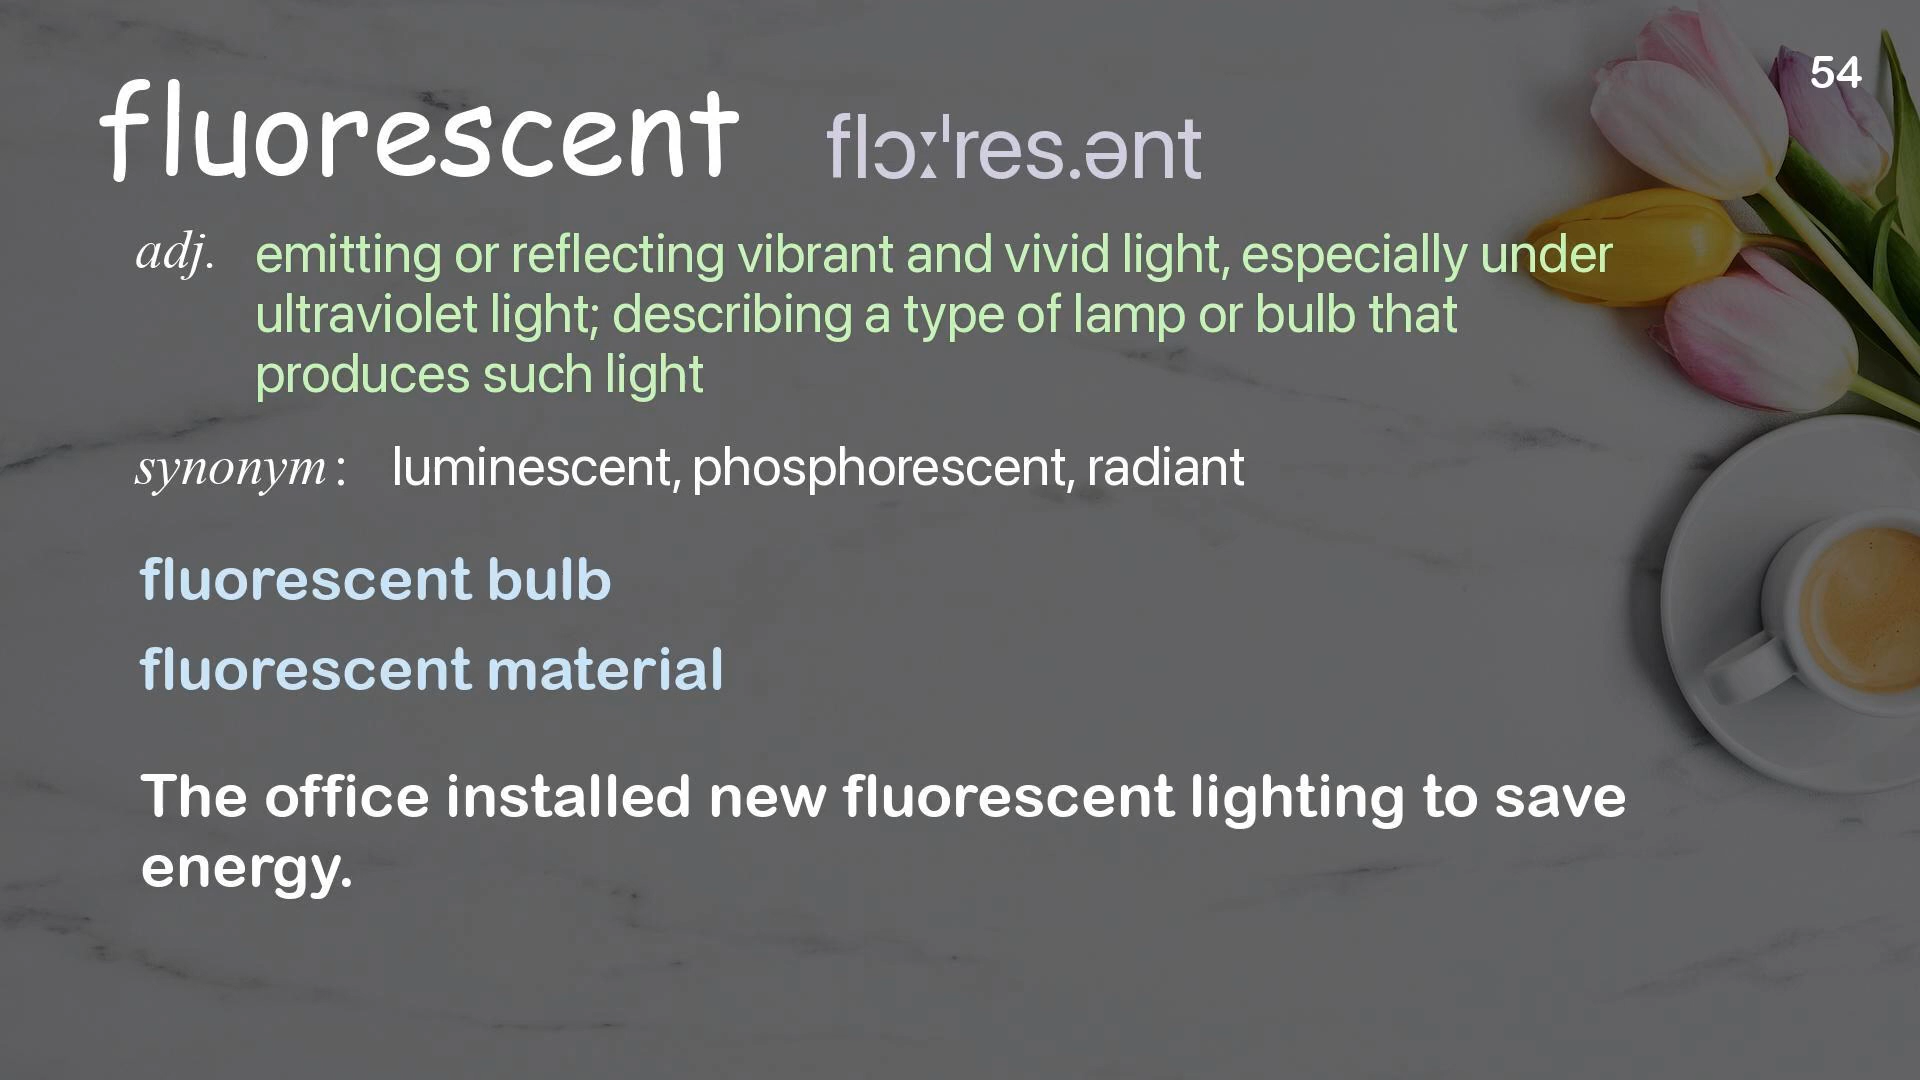 54
fluorescent flɔːˈres.ənt
adj. emitting or reflecting vibrant and vivid light, especially under
ultraviolet light; describing a type of lamp or bulb that
produces such light
synonym : luminescent, phosphorescent, radiant
fluorescent bulb
fluorescent material
The office installed new fluorescent lighting to save
energy.